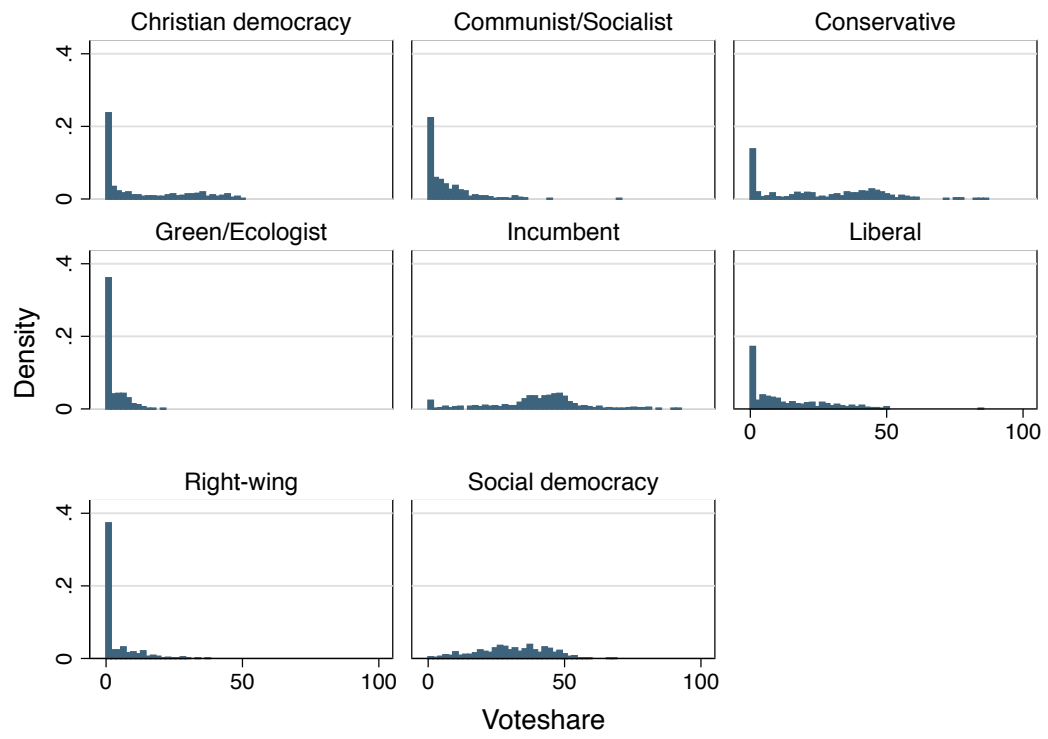 Christian democracy
Communist/Socialist
Conservative
.4
.2
0
Green/Ecologist
Incumbent
Liberal
.4
.2
0
0
50
100
Right-wing
Social democracy
.4
.2
0
0
50
100
0
50
100
Density
Voteshare